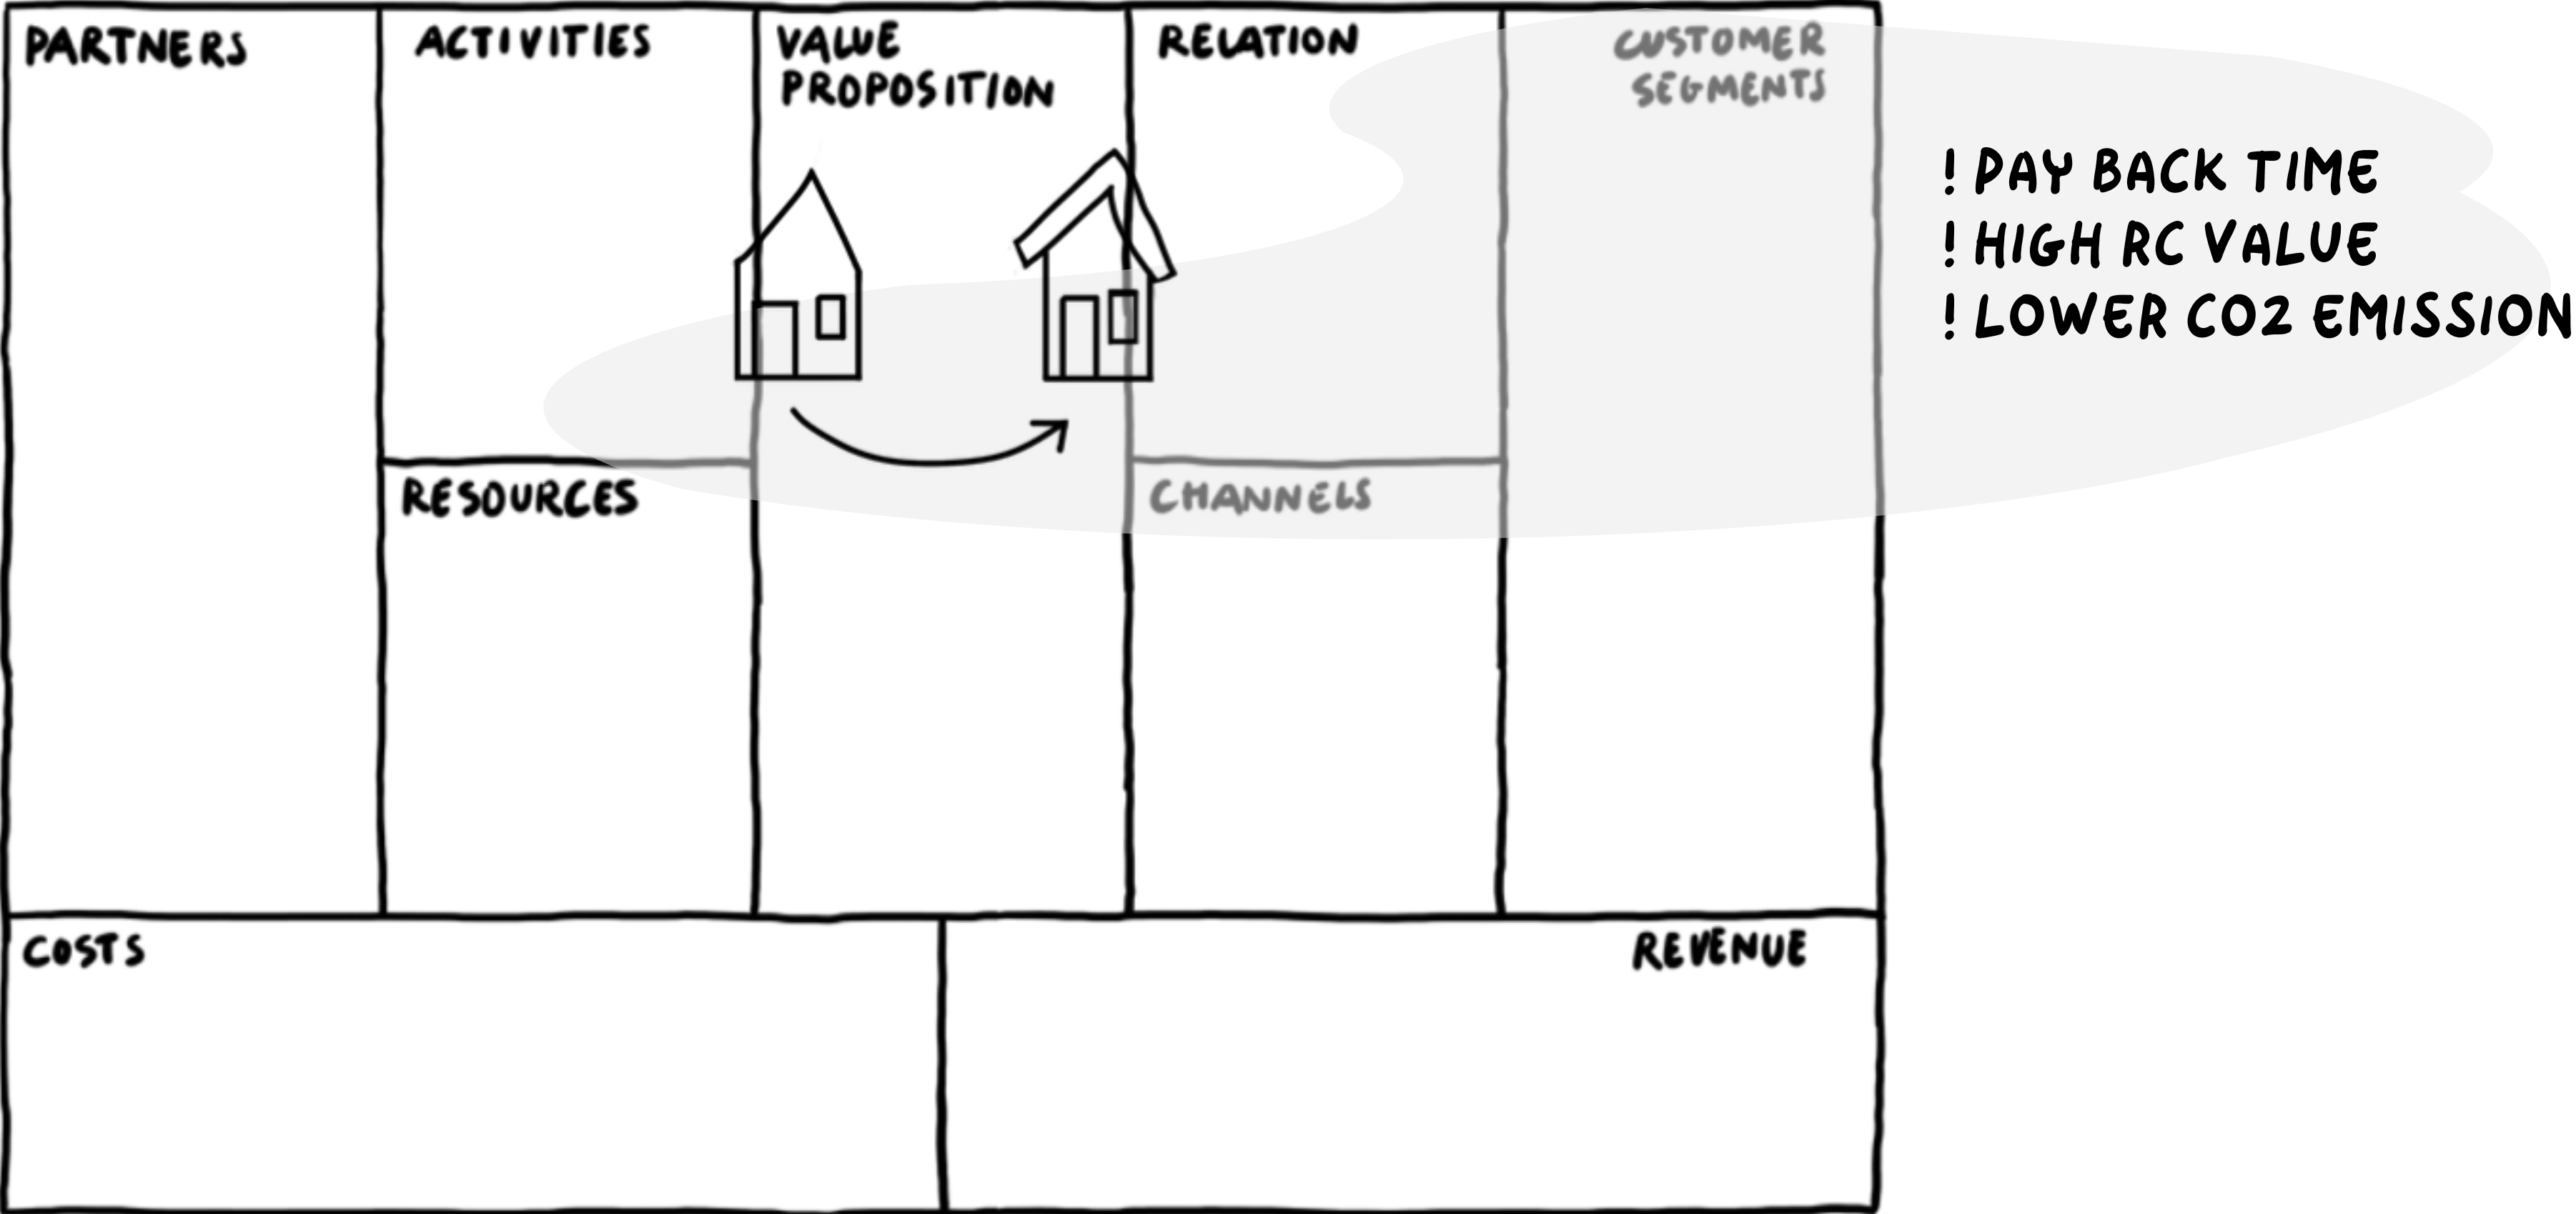 PARTNERS
ACTIVITIES
VALUE
PROPOSITION
RELATION
CUSTOMER
SEGMENTS
! PAY BACK TIME
! HIGH RC VALUE
! LOWER CO2 EMISSION
RESOURCES
CHANNELS
COSTS
REVENUE